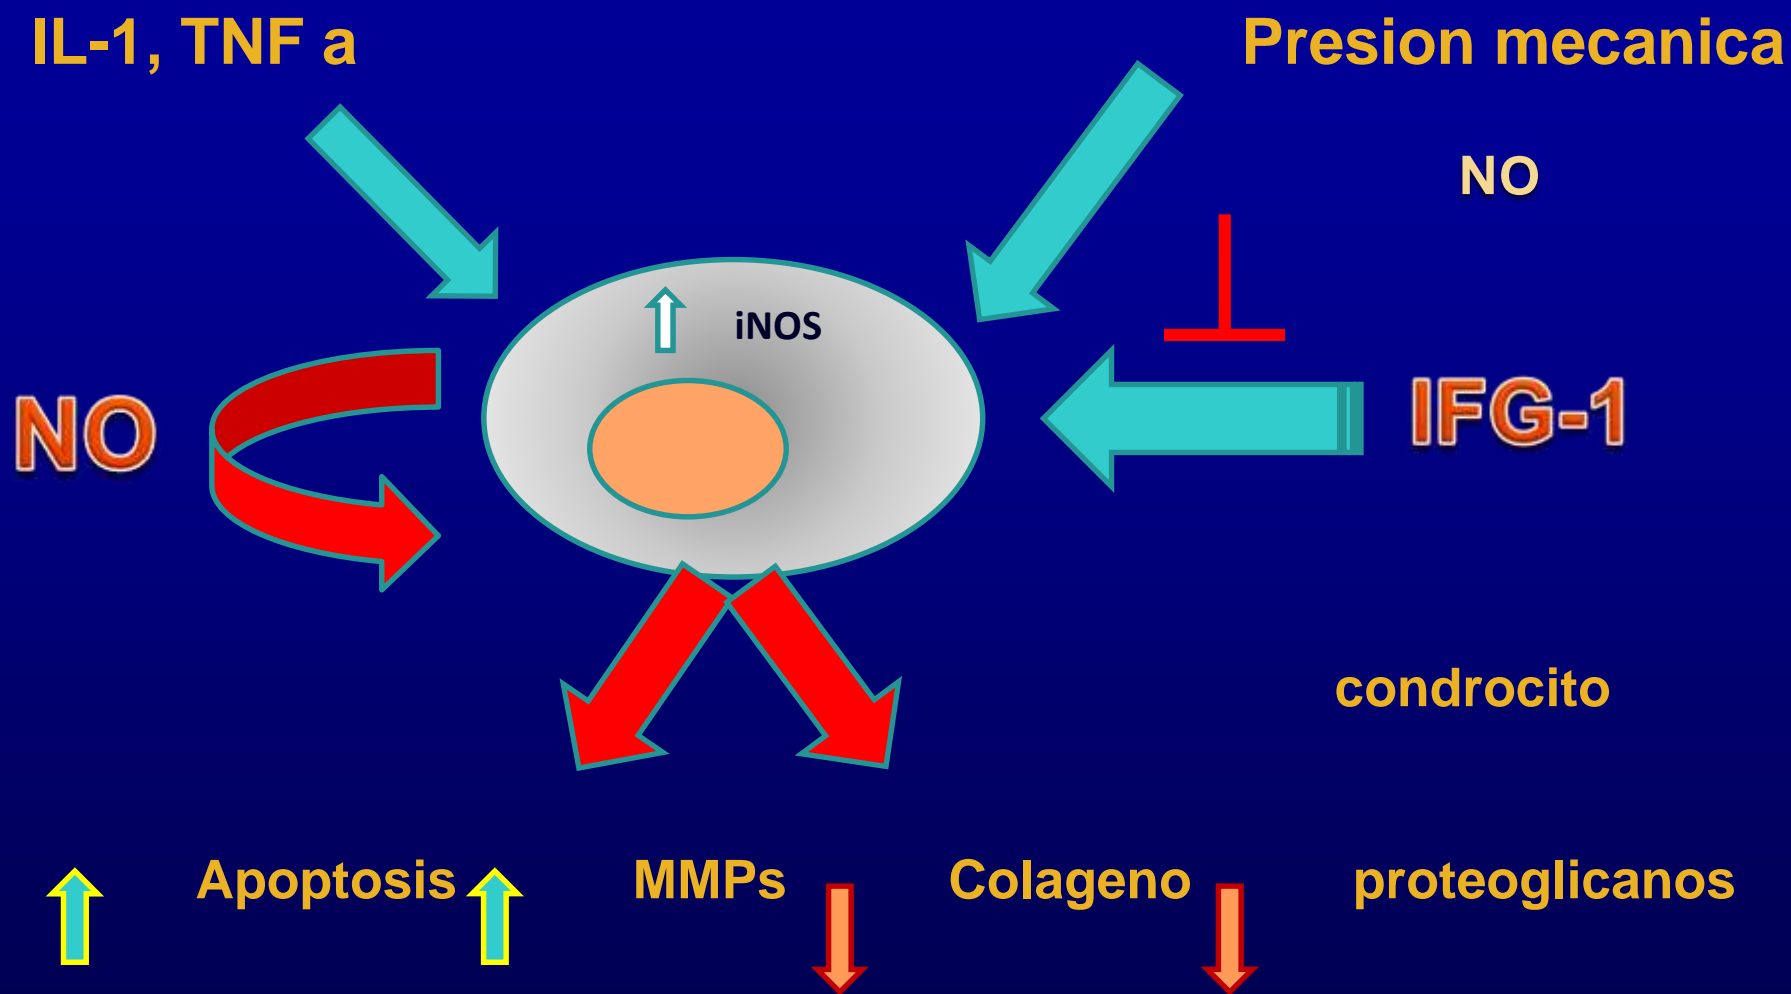 IL-1, TNF a
Presion mecanica
NO
iNOS
NO
IFG-1
condrocito
Apoptosis
MMPs
Colageno
proteoglicanos